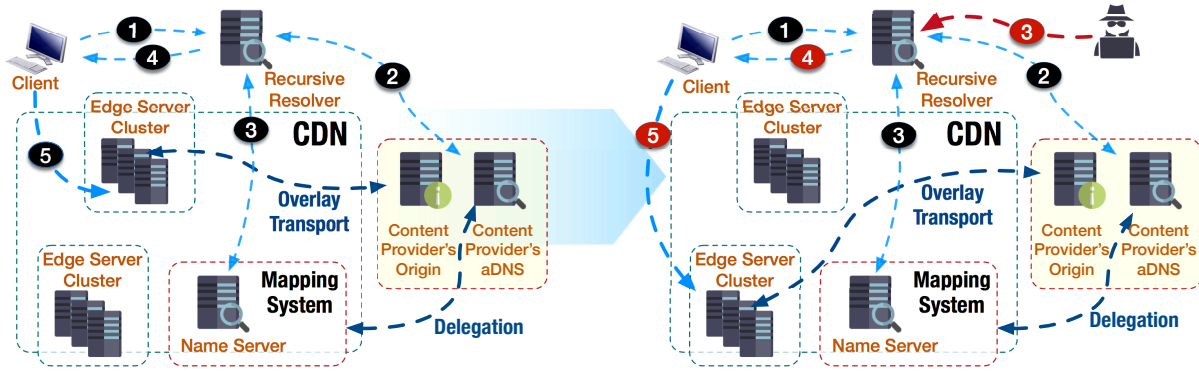 1
4
2
Client
Recursive
Resolver
Edge Server
Cluster
3
CDN
5
Overlay
Transport
Content
Provider's
Origin
Content
Provider's
aDNS
Edge Server
Cluster
Mapping
System
Name Server
Delegation
1
4
3
2
Client
Recursive
Resolver
Edge Server
Cluster
3
CDN
5
Overlay
Transport
Content
Provider's
Origin
Content
Provider's
aDNS
Edge Server
Cluster
Mapping
System
Name Server
Delegation